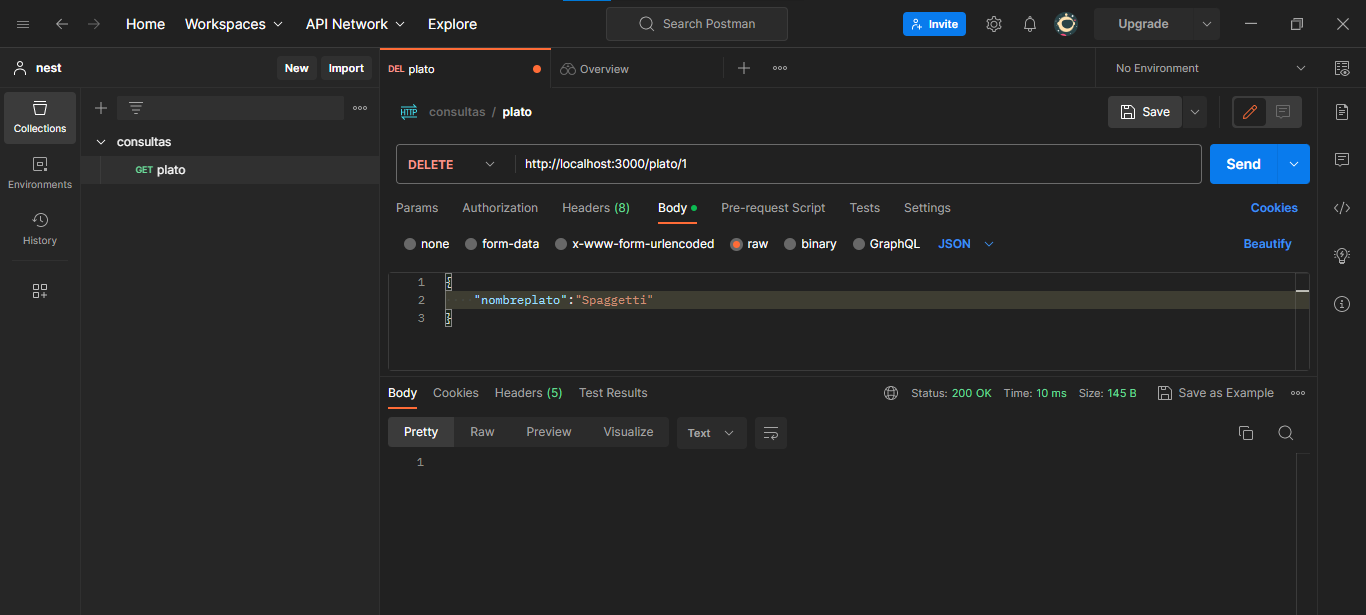 Home Workspaces API Network Explore Search Postman Invite Upgrade
nest New Import DEL plato Overview No Environment
Collections
Environments
History
consultas
GET plato
HTTP consultas / plato Save
DELETE http://localhost:3000/plato/1 Send
Params Authorization Headers (8) Body Pre-request Script Tests Settings Cookies
none form-data x-www-form-urlencoded raw binary GraphQL JSON Beautify
1 {
2 "nombreplato":"Spaggetti"
3 }
Body Cookies Headers (5) Test Results Status: 200 OK Time: 10 ms Size: 145 B Save as Example
Pretty Raw Preview Visualize Text
1